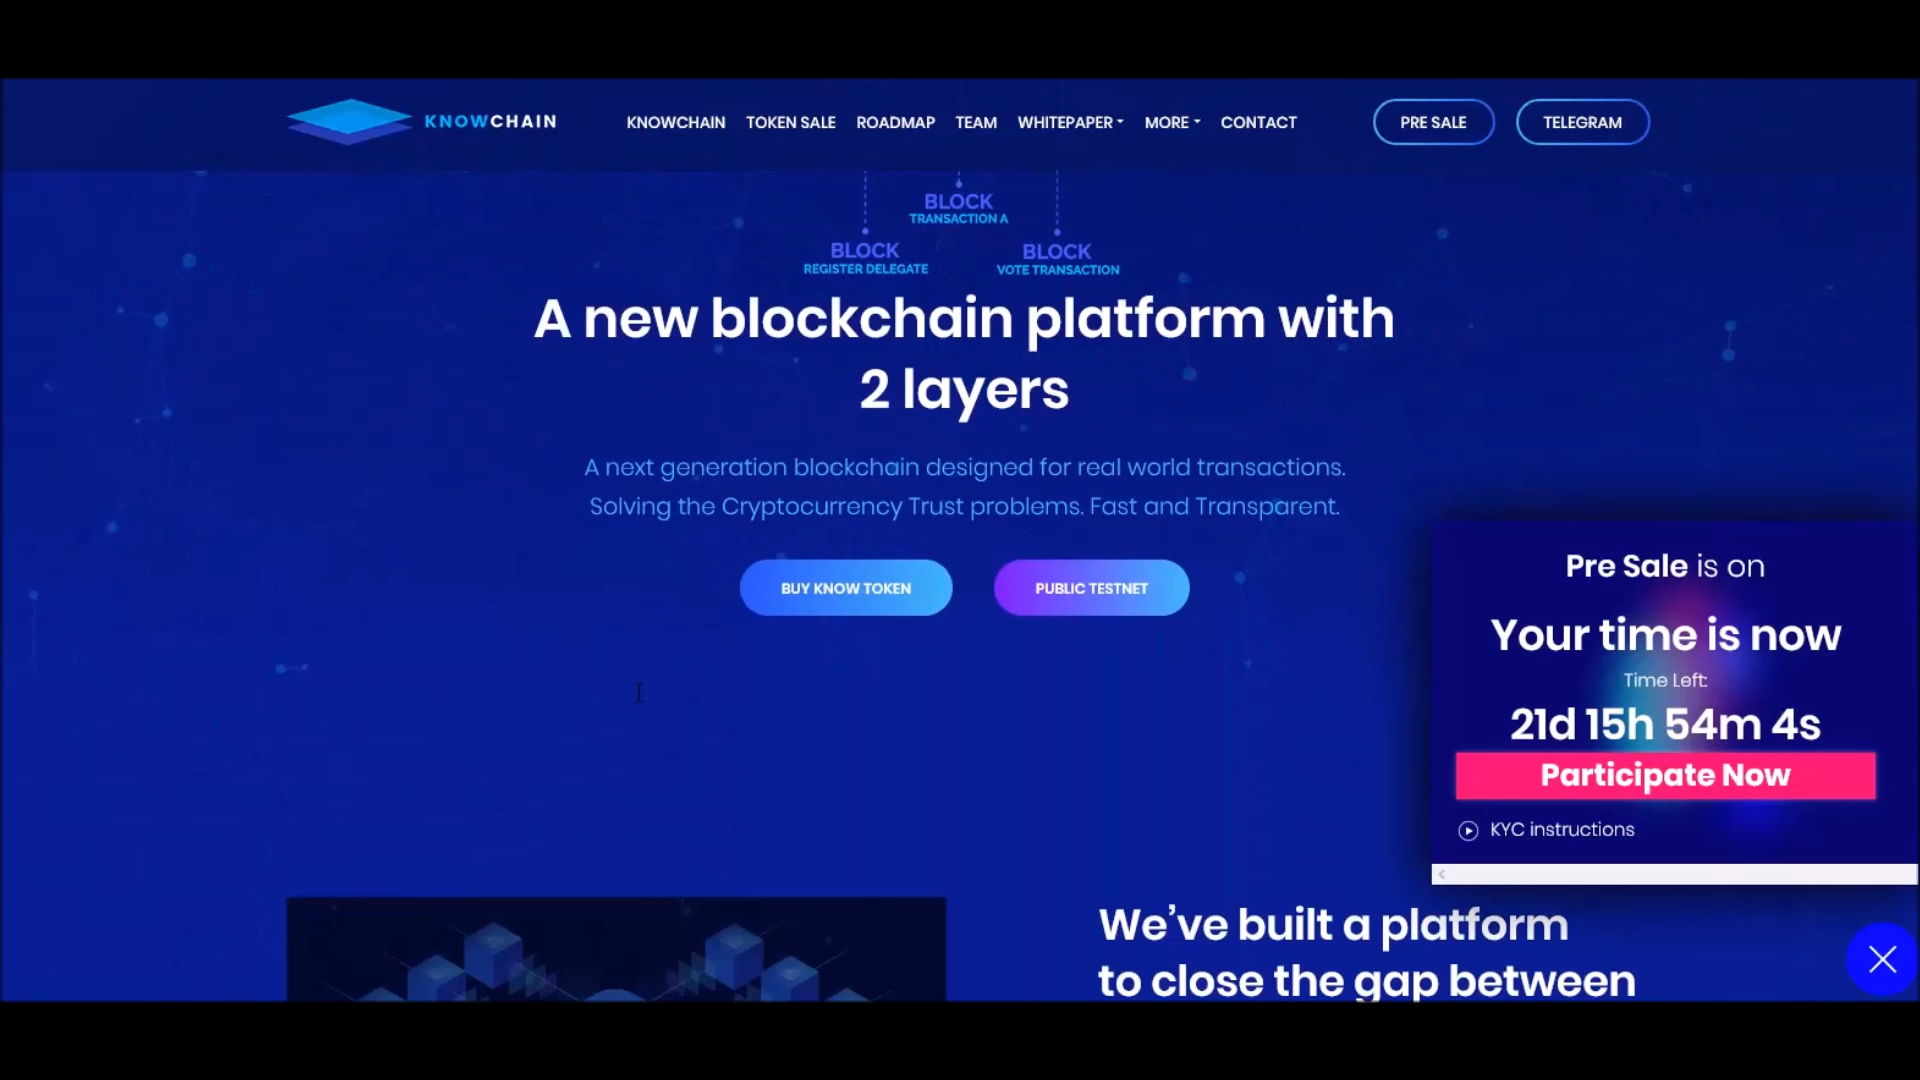 KNOWCHAIN
KNOWCHAIN TOKEN SALE ROADMAP TEAM WHITEPAPER MORE CONTACT
PRE SALE
TELEGRAM
BLOCK
TRANSACTION A
BLOCK
REGISTER DELEGATE
BLOCK
VOTE TRANSACTION
A new blockchain platform with
2 layers
A next generation blockchain designed for real world transactions.
Solving the Cryptocurrency Trust problems. Fast and Transparent.
BUY KNOW TOKEN
PUBLIC TESTNET
Pre Sale is on
Your time is now
Time Left:
21d 15h 54m 4s
Participate Now
KYC instructions
We've built a platform
to close the gap between